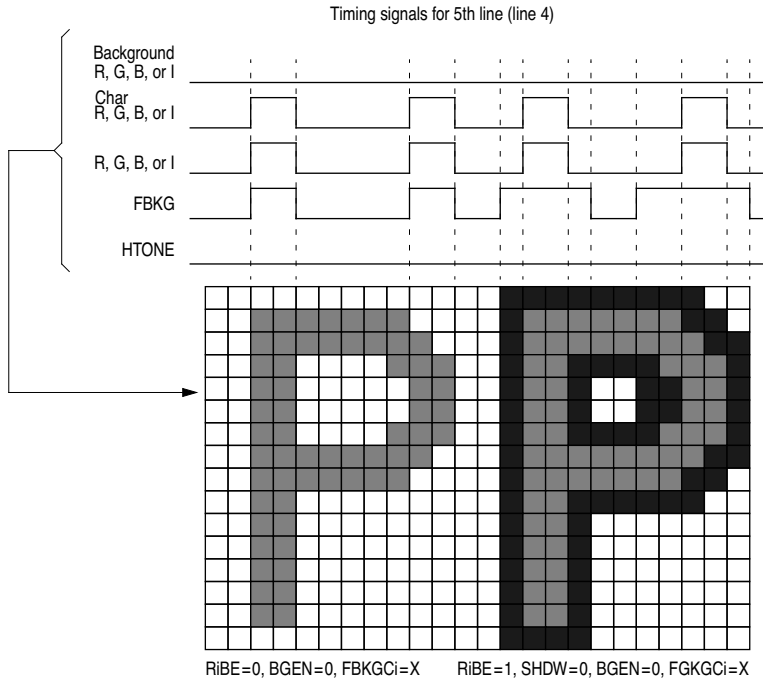 Timing signals for 5th line (line 4)
Background
R, G, B, or I
Char
R, G, B, or I
R, G, B, or I
FBKG
HTONE
RiBE=0, BGEN=0, FBKGCi=X
RiBE=1, SHDW=0, BGEN=0, FGKGCi=X